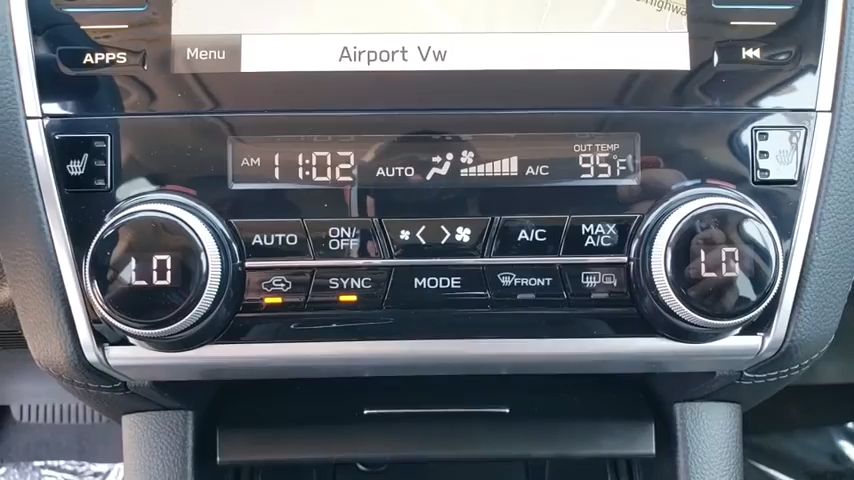 Highway
APPS
Menu
Airport Vw
AM 11:02 AUTO A/C OUT TEMP 95°F
AUTO
ON/OFF
A/C
MAX A/C
LO
LO
SYNC
MODE
FRONT